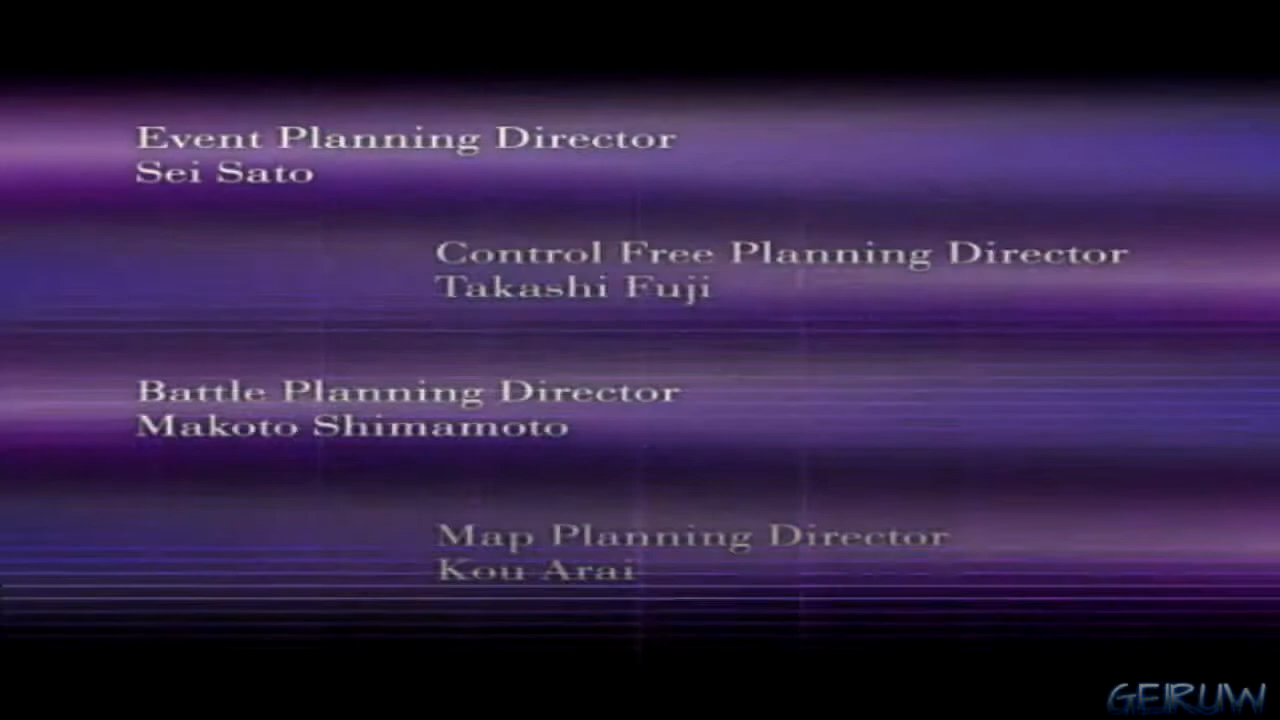 Event Planning Director
Sei Sato
Control Free Planning Director
Takashi Fuji
Battle Planning Director
Makoto Shimamoto
Map Planning Director
Kou Arai
GEIRUW